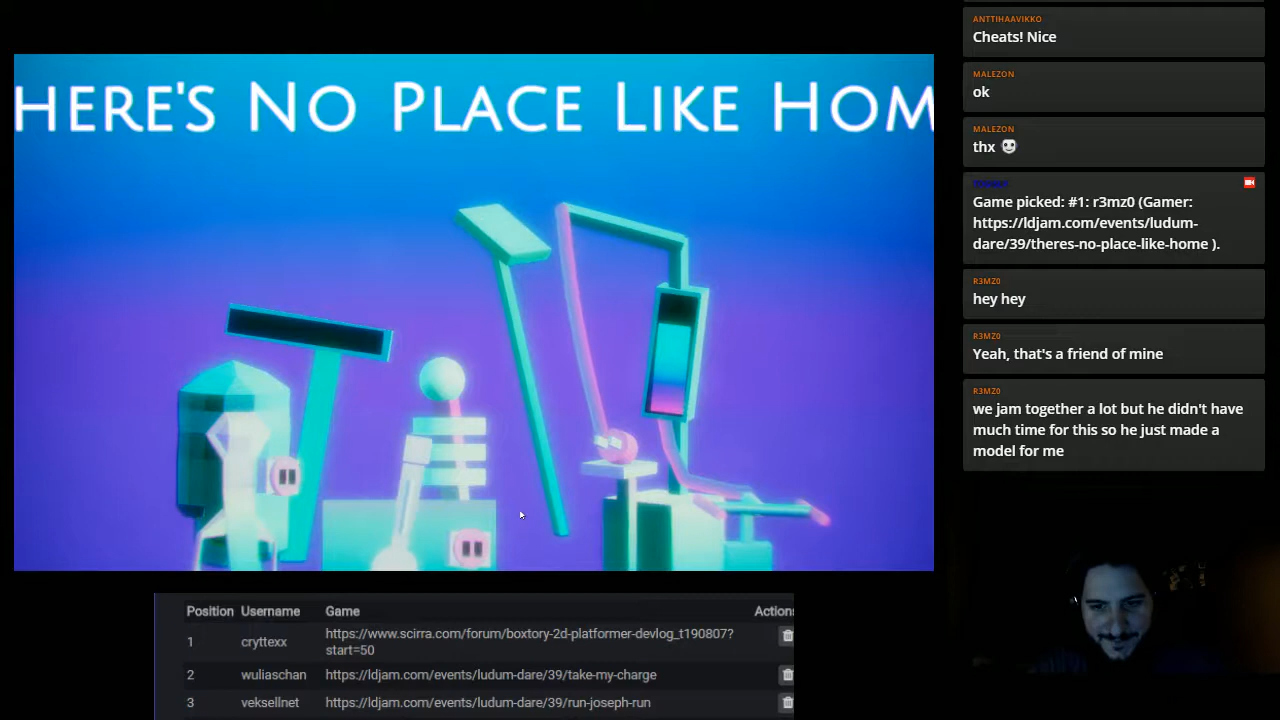 HERE'S NO PLACE LIKE HOM
ANTTIHAAVIKKO
Cheats! Nice
MALEZON
ok
MALEZON
thx
Game picked: #1: r3mz0 (Gamer:
https://ldjam.com/events/ludum-
dare/39/theres-no-place-like-home ).
R3MZ0
hey hey
R3MZ0
Yeah, that's a friend of mine
R3MZ0
we jam together a lot but he didn't have
much time for this so he just made a
model for me
Position Username Game Actions
1 cryttexx https://www.scirra.com/forum/boxtory-2d-platformer-devlog_t190807?
start=50
2 wuliaschan https://ldjam.com/events/ludum-dare/39/take-my-charge
3 veksellnet https://ldjam.com/events/ludum-dare/39/run-joseph-run